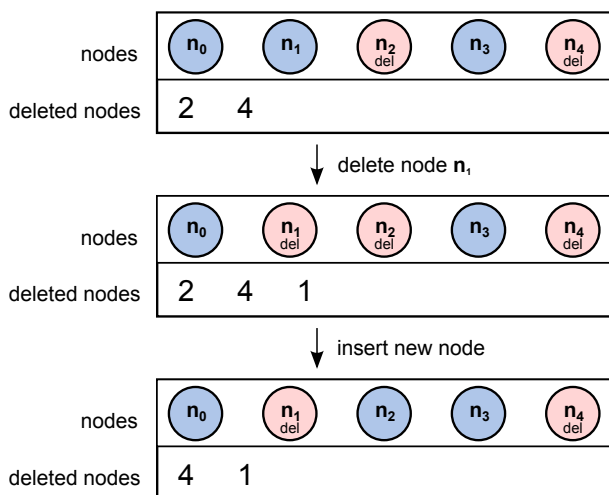 nodes n₀ n₁ n₂ del n₃ n₄ del
deleted nodes 2 4
delete node n₁
nodes n₀ n₁ del n₂ del n₃ n₄ del
deleted nodes 2 4 1
insert new node
nodes n₀ n₁ del n₂ n₃ n₄ del
deleted nodes 4 1